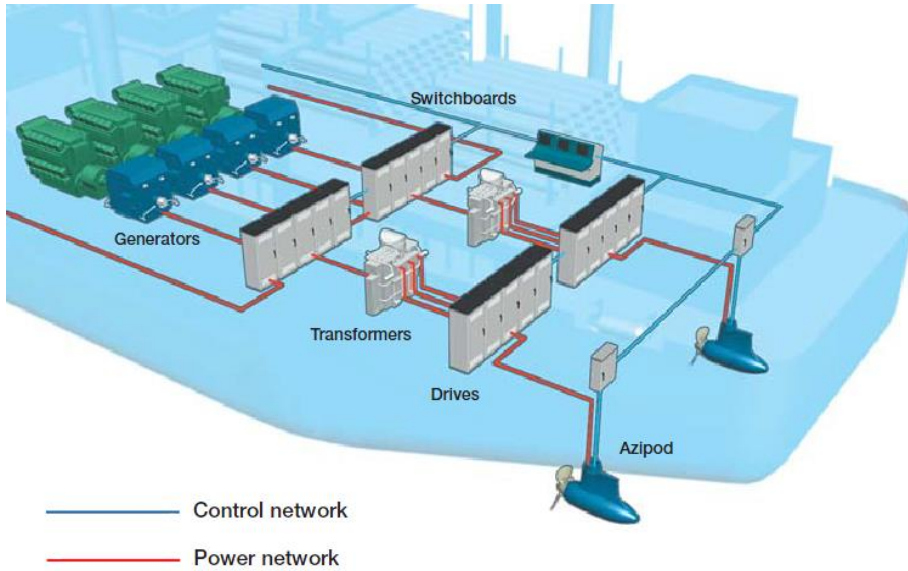 Switchboards
Generators
Transformers
Drives
Azipod
Control network
Power network